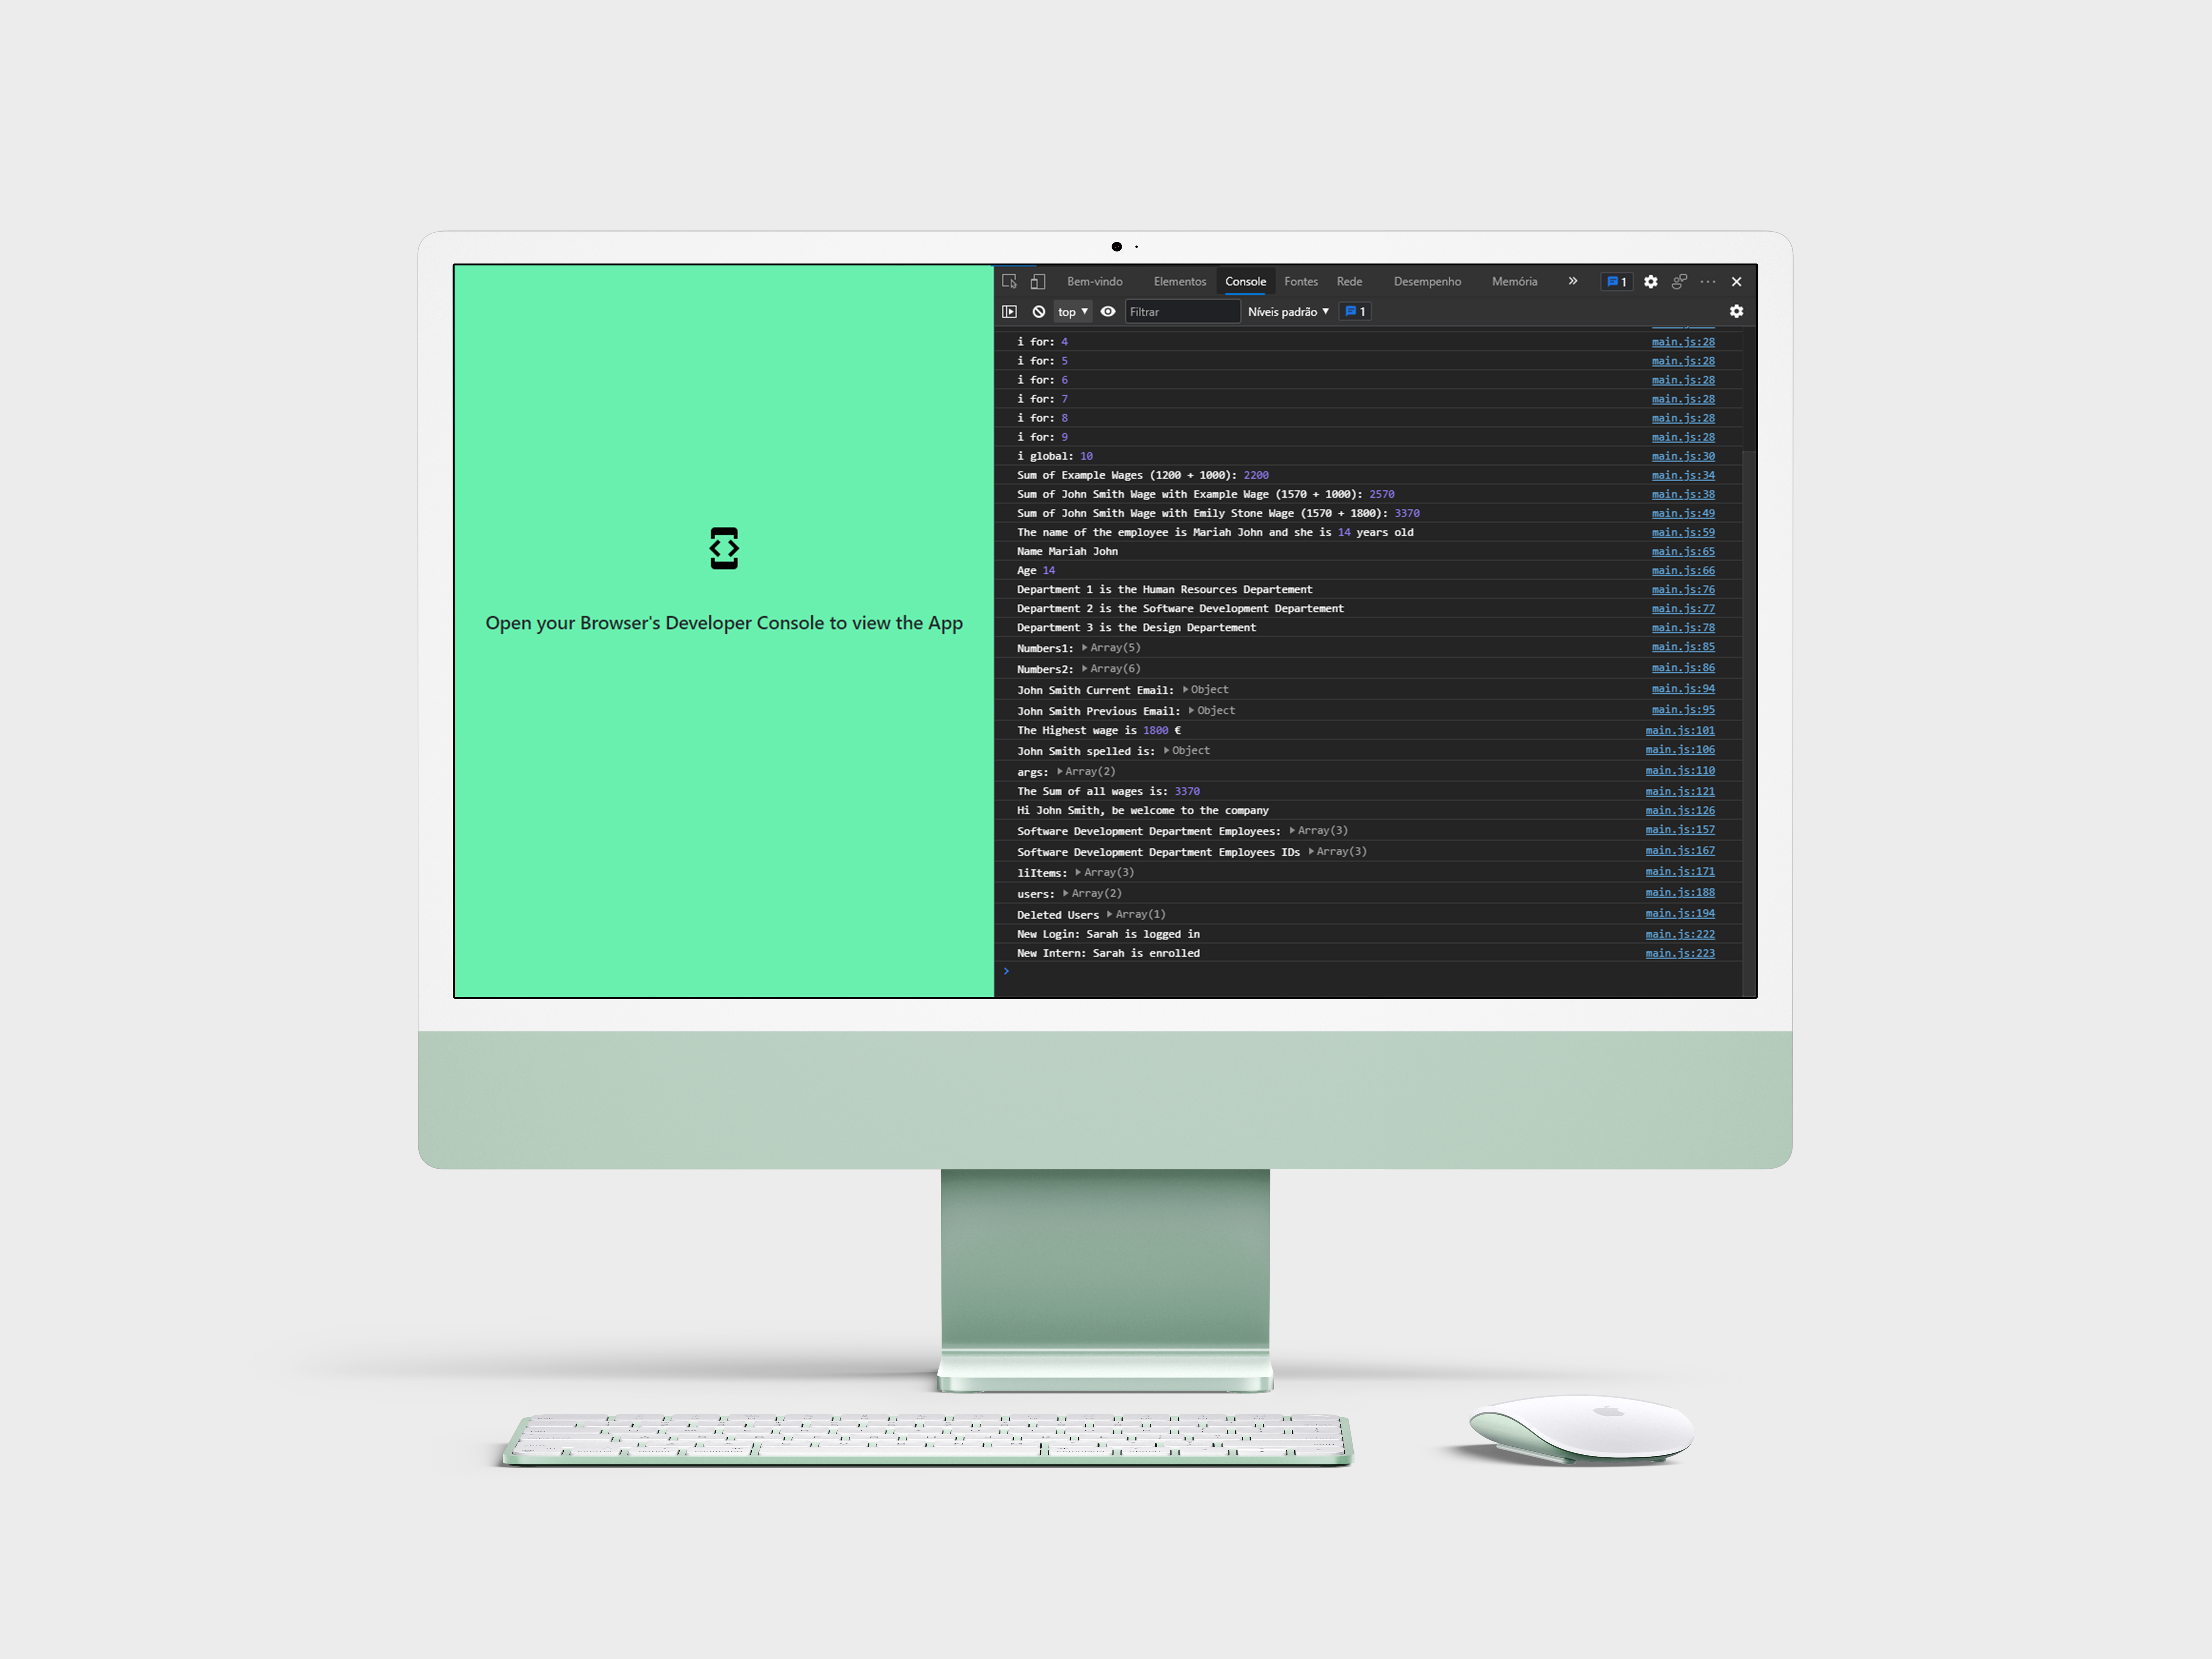 Open your Browser's Developer Console to view the App
Bem-vindo Elementos Console Fontes Rede Desempenho Memória » 1
top Filtrar Níveis padrão 1
i for: 4 main.js:28
i for: 5 main.js:28
i for: 6 main.js:28
i for: 7 main.js:28
i for: 8 main.js:28
i for: 9 main.js:28
i global: 10 main.js:30
Sum of Example Wages (1200 + 1000): 2200 main.js:34
Sum of John Smith Wage with Example Wage (1570 + 1000): 2570 main.js:38
Sum of John Smith Wage with Emily Stone Wage (1570 + 1800): 3370 main.js:49
The name of the employee is Mariah John and she is 14 years old main.js:59
Name Mariah John main.js:65
Age 14 main.js:66
Department 1 is the Human Resources Departement main.js:76
Department 2 is the Software Development Departement main.js:77
Department 3 is the Design Departement main.js:78
Numbers1: Array(5) main.js:85
Numbers2: Array(6) main.js:86
John Smith Current Email: Object main.js:94
John Smith Previous Email: Object main.js:95
The Highest wage is 1800 € main.js:101
John Smith spelled is: Object main.js:106
args: Array(2) main.js:110
The Sum of all wages is: 3370 main.js:121
Hi John Smith, be welcome to the company main.js:126
Software Development Department Employees: Array(3) main.js:157
Software Development Department Employees IDs Array(3) main.js:167
liItems: Array(3) main.js:171
users: Array(2) main.js:188
Deleted Users Array(1) main.js:194
New Login: Sarah is logged in main.js:222
New Intern: Sarah is enrolled main.js:223